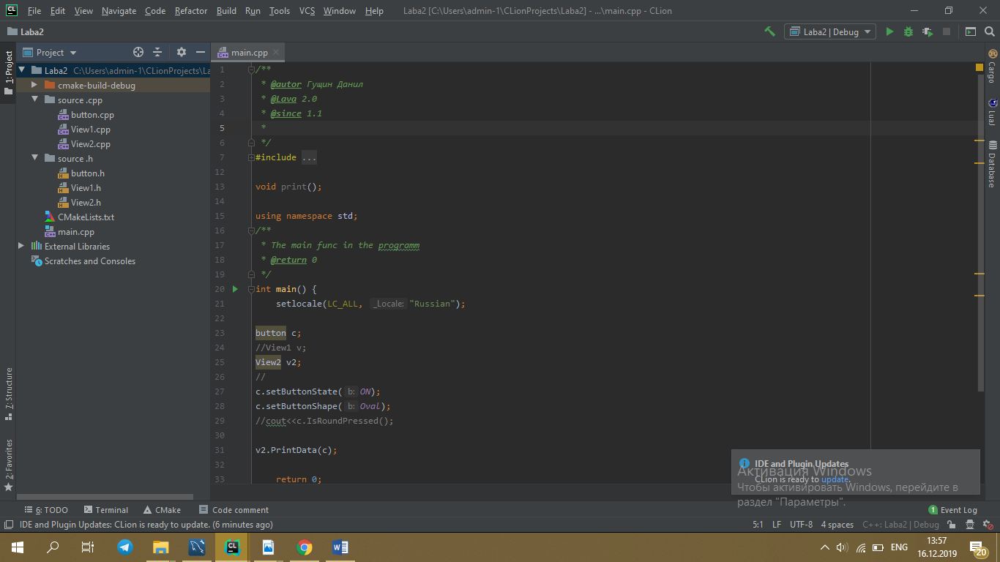 CL File Edit View Navigate Code Refactor Build Run Tools VCS Window Help Laba2 [C:\Users\admin-1\CLionProjects\Laba2] - ...\main.cpp - CLion
Laba2 Laba2 | Debug
1: Project
Project
Laba2 C:\Users\admin-1\CLionProjects\La
cmake-build-debug
source .cpp
button.cpp
View1.cpp
View2.cpp
source .h
button.h
View1.h
View2.h
CMakeLists.txt
main.cpp
External Libraries
Scratches and Consoles
7: Structure
2: Favorites
main.cpp
1 /**
2 * @autor Гущин Данил
3 * @Lava 2.0
4 * @since 1.1
5 *
6 */
7 #include ...
12
13 void print();
14
15 using namespace std;
16 /**
17 * The main func in the programm
18 * @return 0
19 */
20 int main() {
21 setlocale(LC_ALL, _Locale: "Russian");
22
23 button c;
24 //View1 v;
25 View2 v2;
26 //
27 c.setButtonState( b: ON);
28 c.setButtonShape( b: Oval);
29 //cout<<c.IsRoundPressed();
30
31 v2.PrintData(c);
32
33 return 0;
Cargo
LuaJ
Database
IDE and Plugin Updates
CLion is ready to update.
Активация Windows
Чтобы активировать Windows, перейдите в
раздел "Параметры".
6: TODO Terminal CMake Code comment 1 Event Log
IDE and Plugin Updates: CLion is ready to update. (6 minutes ago) 5:1 LF UTF-8 4 spaces C++: Laba2 | Debug
CL W ENG 13:57
16.12.2019 20